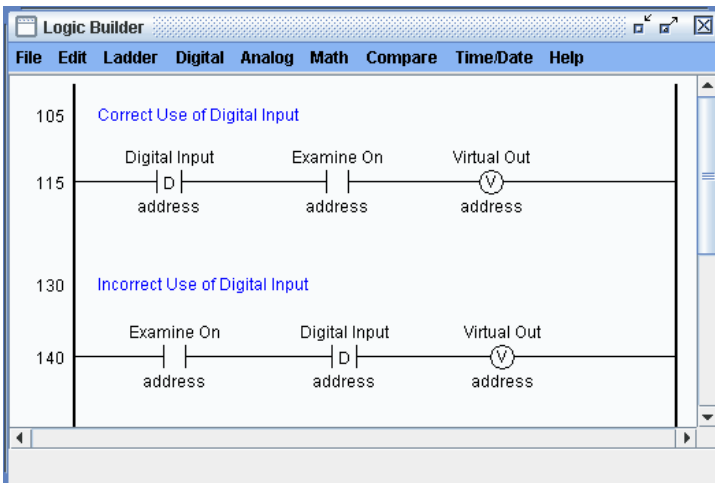 Logic Builder
File Edit Ladder Digital Analog Math Compare Time/Date Help
105 Correct Use of Digital Input
Digital Input Examine On Virtual Out
115 D V
address address address
130 Incorrect Use of Digital Input
Examine On Digital Input Virtual Out
140 D V
address address address